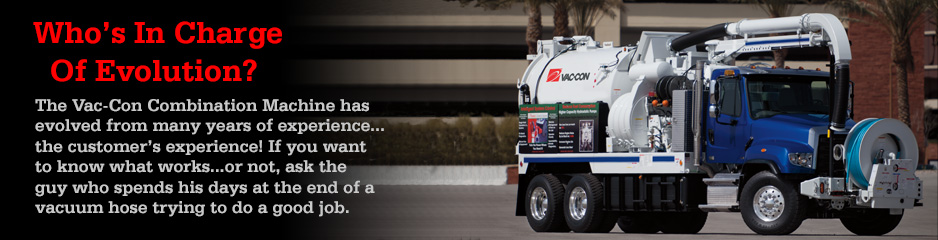 Who's In Charge
Of Evolution?
The Vac-Con Combination Machine has
evolved from many years of experience...
the customer's experience! If you want
to know what works...or not, ask the
guy who spends his days at the end of a
vacuum hose trying to do a good job.
VAC-CON